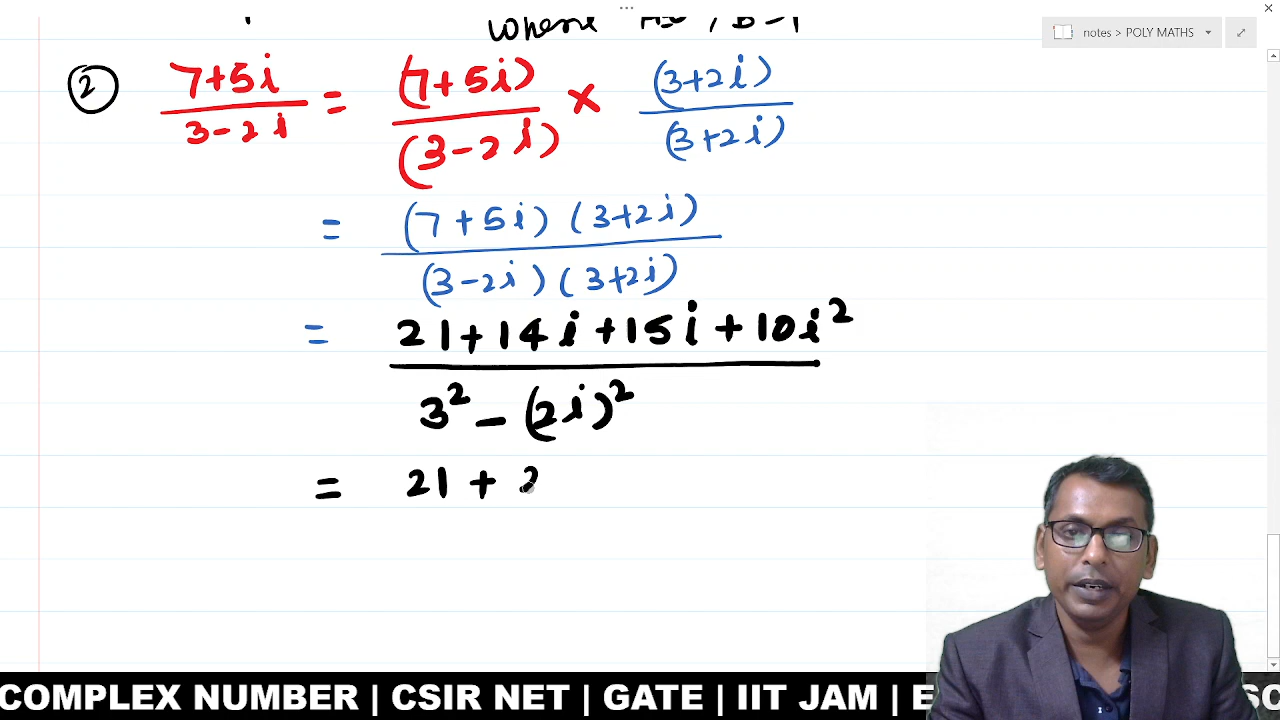 where
notes > POLY MATHS
② (7+5i)/(3-2i) = (7+5i)/(3-2i) × (3+2i)/(3+2i)
= (7+5i)(3+2i)/(3-2i)(3+2i)
= 21+14i+15i+10i²/3²-(2i)²
= 21 + 2
COMPLEX NUMBER | CSIR NET | GATE | IIT JAM |